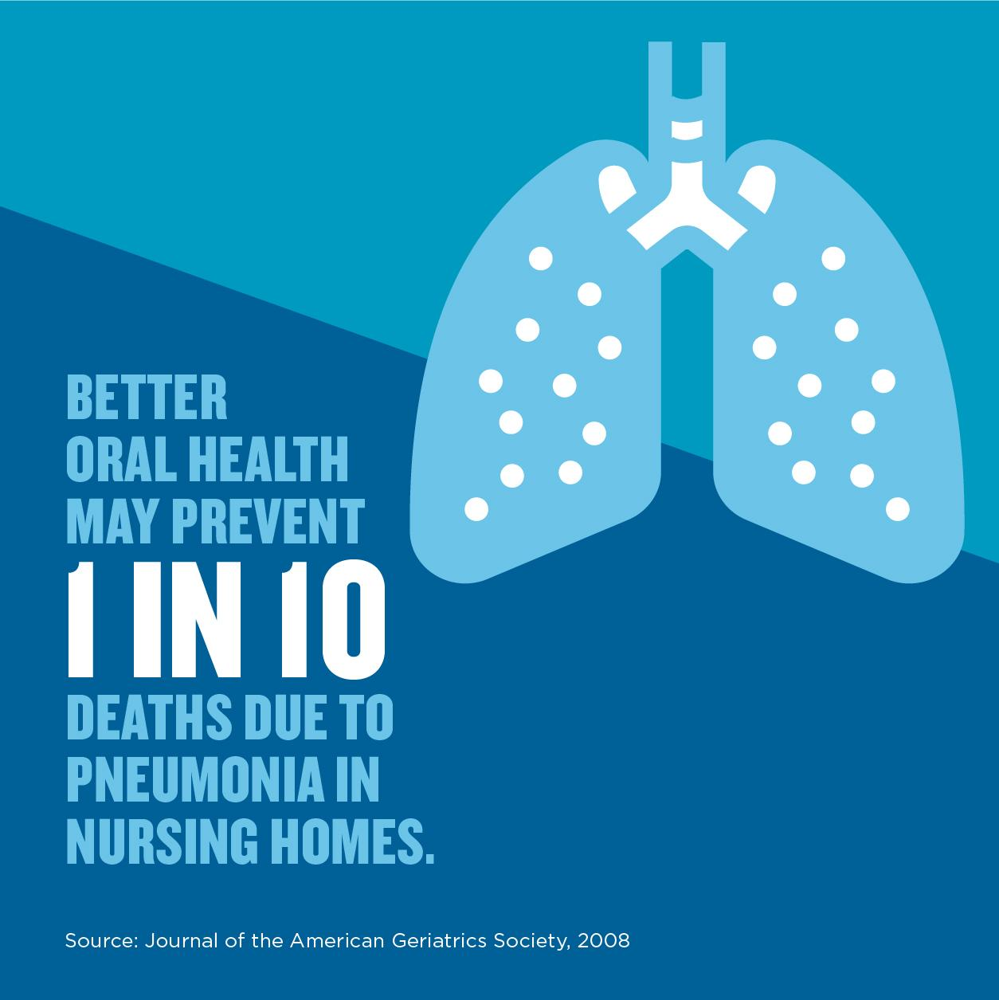 BETTER
ORAL HEALTH
MAY PREVENT
1 IN 10
DEATHS DUE TO
PNEUMONIA IN
NURSING HOMES.
Source: Journal of the American Geriatrics Society, 2008